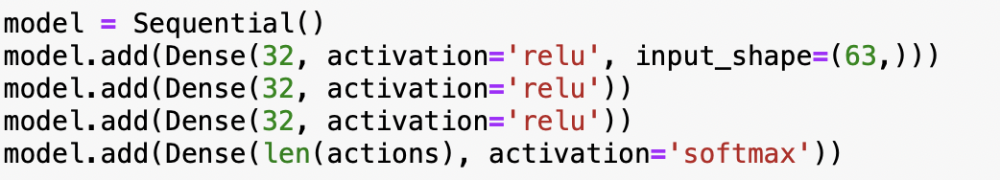 model = Sequential()
model.add(Dense(32, activation='relu', input_shape=(63,)))
model.add(Dense(32, activation='relu'))
model.add(Dense(32, activation='relu'))
model.add(Dense(len(actions), activation='softmax'))